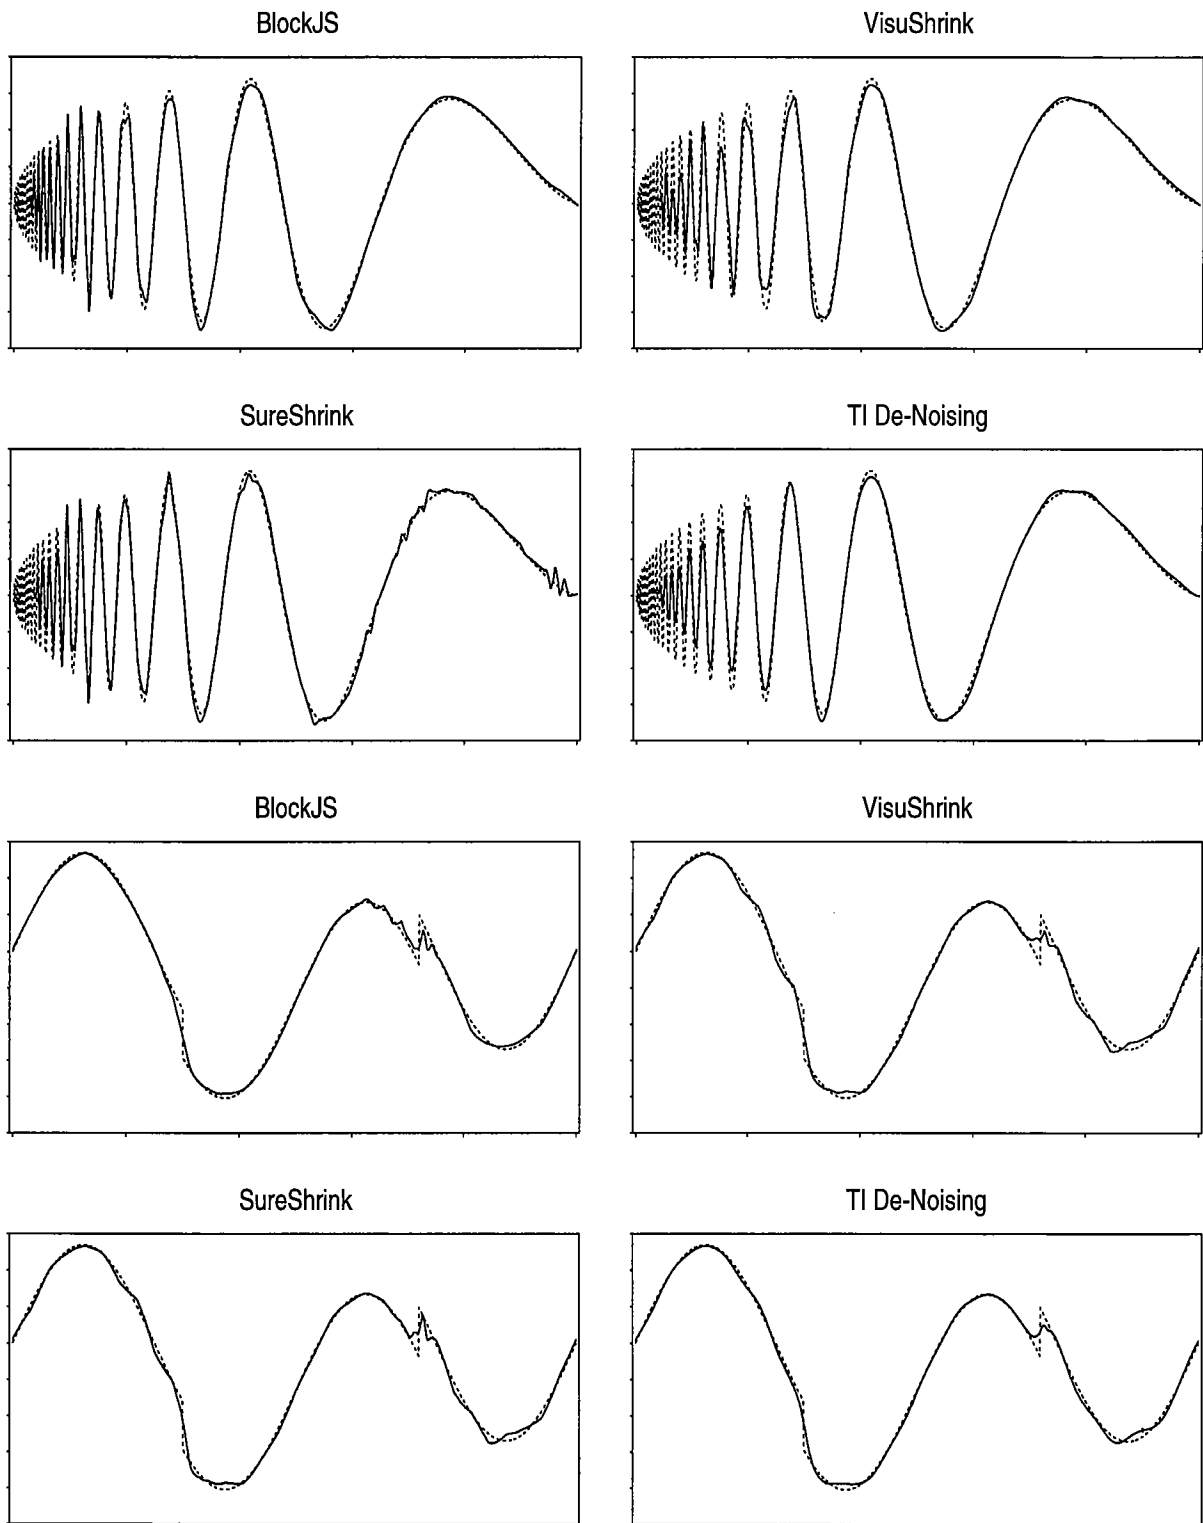 BlockJS
VisuShrink
SureShrink
TI De-Noising
BlockJS
VisuShrink
SureShrink
TI De-Noising